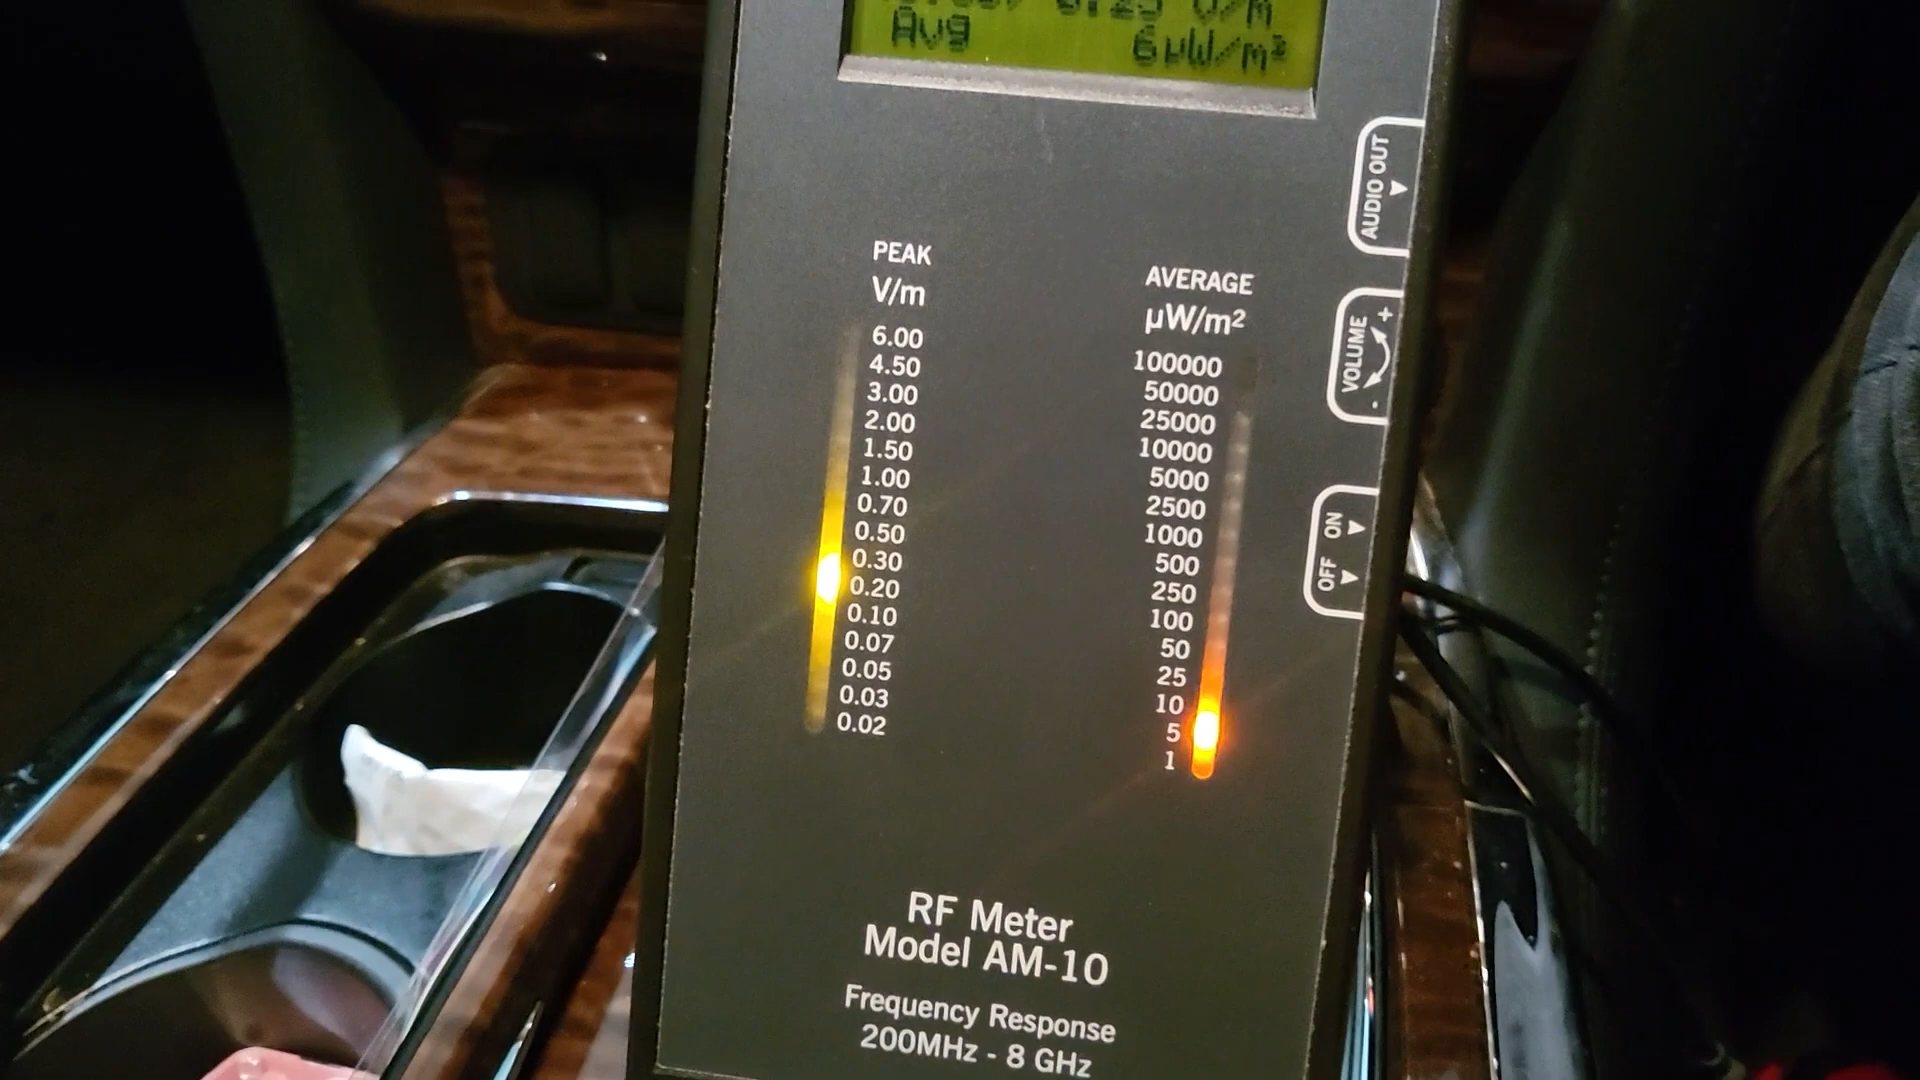 Avg 6µW/m²
PEAK
V/m
6.00
4.50
3.00
2.00
1.50
1.00
0.70
0.50
0.30
0.20
0.10
0.07
0.05
0.03
0.02
AVERAGE
µW/m²
100000
50000
25000
10000
5000
2500
1000
500
250
100
50
25
10
5
1
AUDIO OUT
VOLUME
- +
OFF ON
RF Meter
Model AM-10
Frequency Response
200MHz - 8 GHz